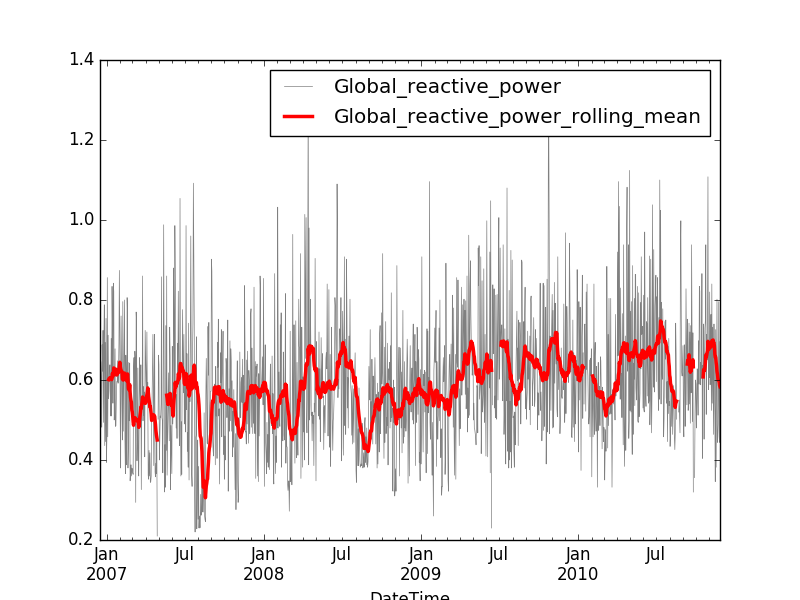 1.4
Global_reactive_power
Global_reactive_power_rolling_mean
1.2
1.0
0.8
0.6
0.4
0.2
Jan Jul Jan Jul Jan Jul Jan Jul
2007 2008 2009 2010
DateTime